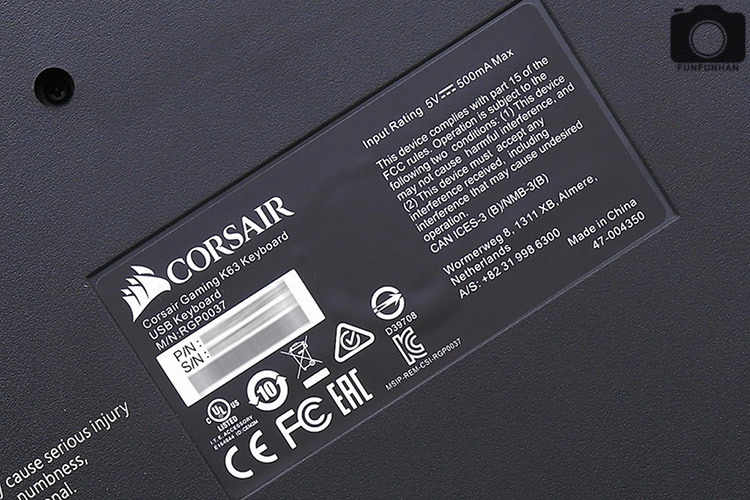 FUNFUNHAN
CORSAIR
Corsair Gaming K63 Keyboard
USB Keyboard
M/N:RGP0037
P/N:
S/N:
C UL US
LISTED
I.T.E. ACCESSORY
E164844
10
D39708
MSIP-REM-CSI-RGP0037
CE FC EAC
Input Rating 5V 500mA Max
This device complies with part 15 of the
FCC rules. Operation is subject to the
following two conditions: (1) This device
may not cause harmful interference, and
(2) This device must accept any
interference received, including
interference that may cause undesired
operation.
CAN ICES-3 (B)/NMB-3(B)
Wormerweg 8, 1311 XB, Almere,
Netherlands
A/S: +82 31 998 6300
Made in China
47-004350
cause serious injury
numbness,